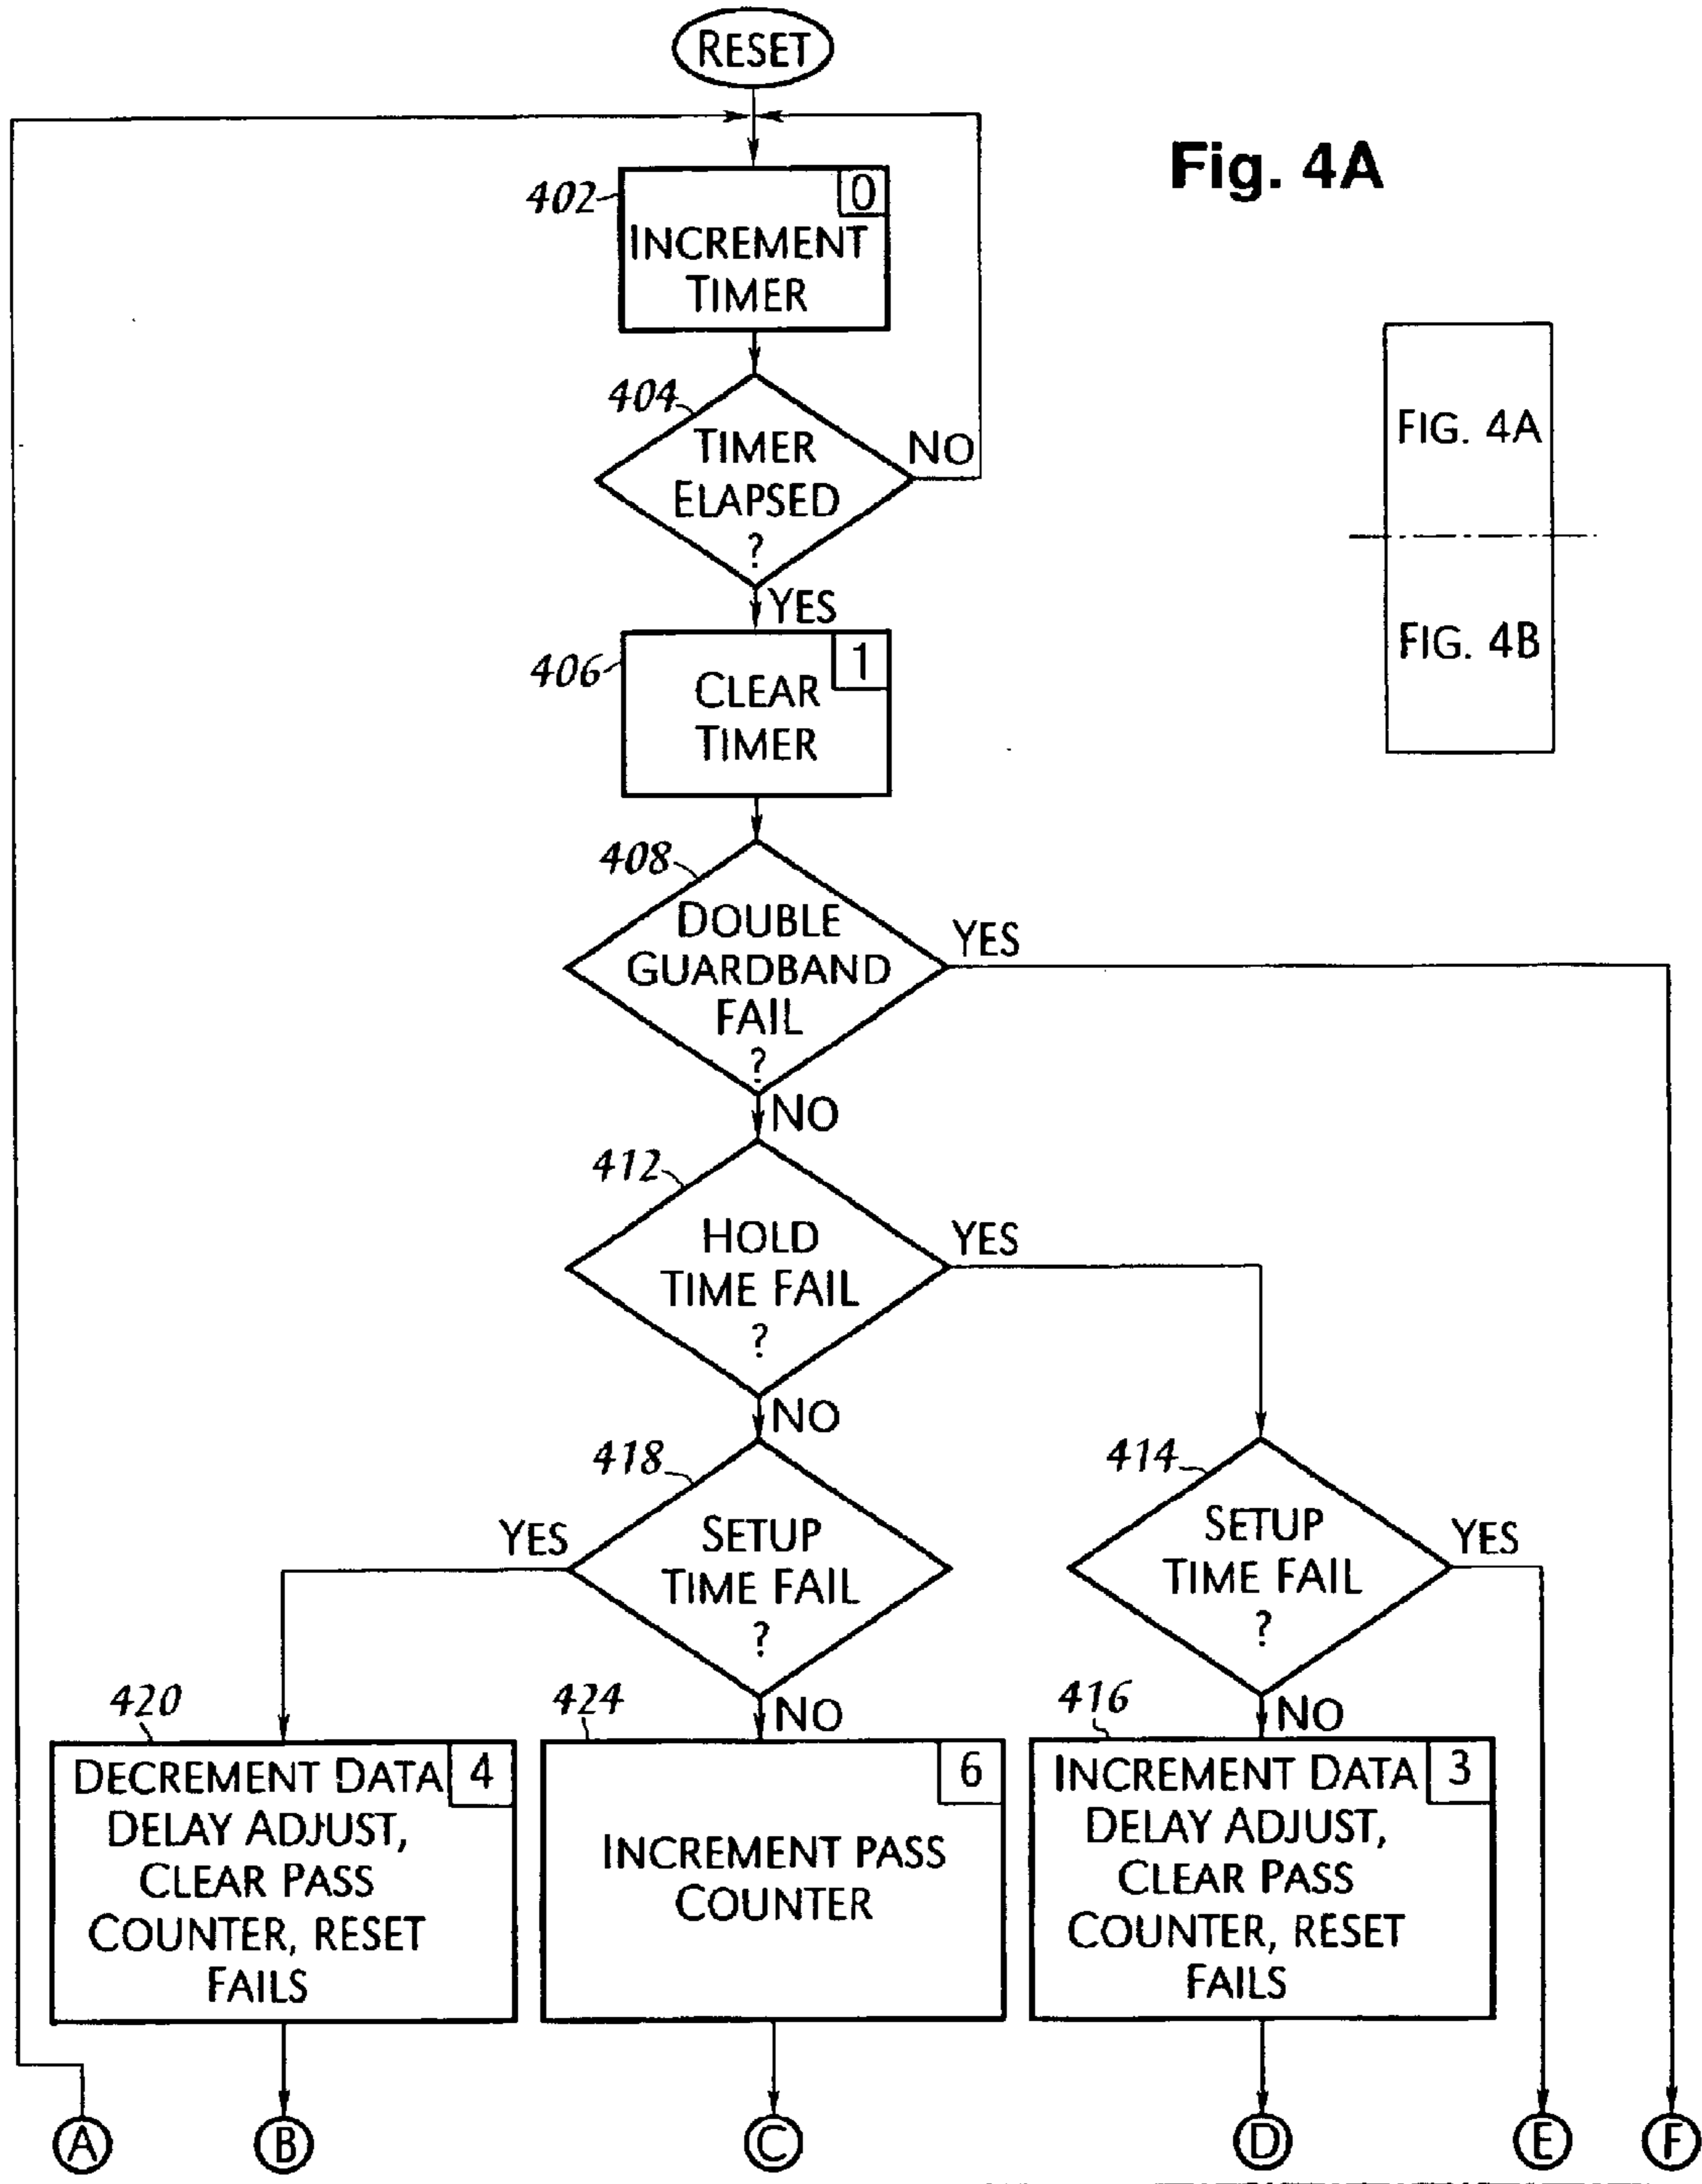 RESET
Fig. 4A
402
0
INCREMENT
TIMER
404
TIMER
ELAPSED
?
NO
YES
FIG. 4A
FIG. 4B
406
1
CLEAR
TIMER
408
DOUBLE
GUARDBAND
FAIL
?
YES
NO
412
HOLD
TIME FAIL
?
YES
NO
418
SETUP
TIME FAIL
?
YES
NO
414
SETUP
TIME FAIL
?
YES
NO
420
4
DECREMENT DATA
DELAY ADJUST,
CLEAR PASS
COUNTER, RESET
FAILS
424
6
INCREMENT PASS
COUNTER
416
3
INCREMENT DATA
DELAY ADJUST,
CLEAR PASS
COUNTER, RESET
FAILS
A
B
C
D
E
F